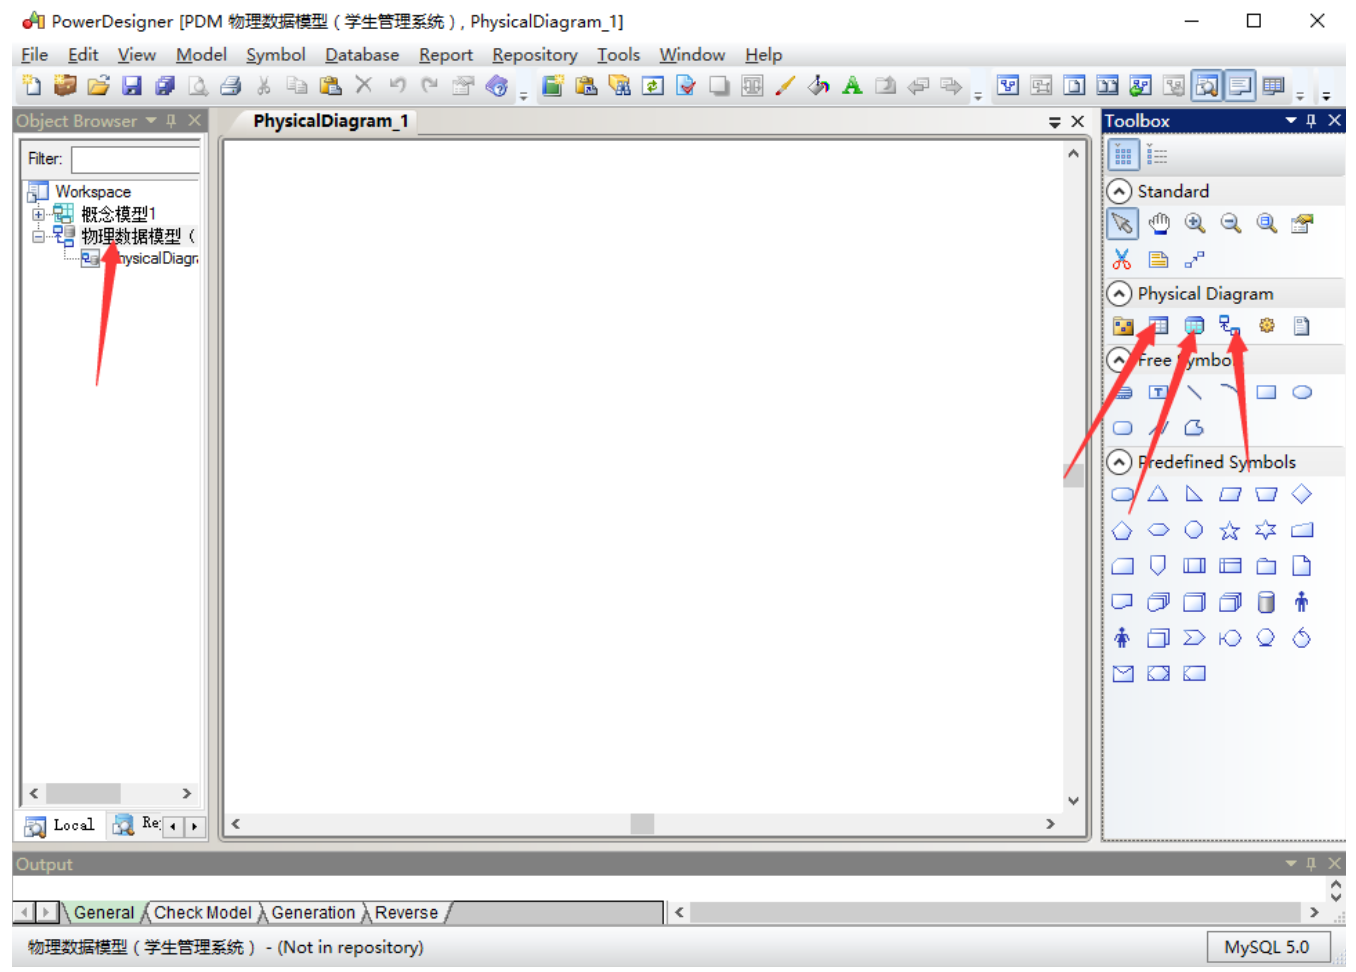 PowerDesigner [PDM 物理数据模型（学生管理系统）, PhysicalDiagram_1]
File Edit View Model Symbol Database Report Repository Tools Window Help
Object Browser
PhysicalDiagram_1
Toolbox
Filter:
Workspace
概念模型1
物理数据模型（
hysicalDiagr
Standard
Physical Diagram
Free Symbol
Predefined Symbols
Local
Re
Output
General
Check Model
Generation
Reverse
物理数据模型（学生管理系统） - (Not in repository)
MySQL 5.0